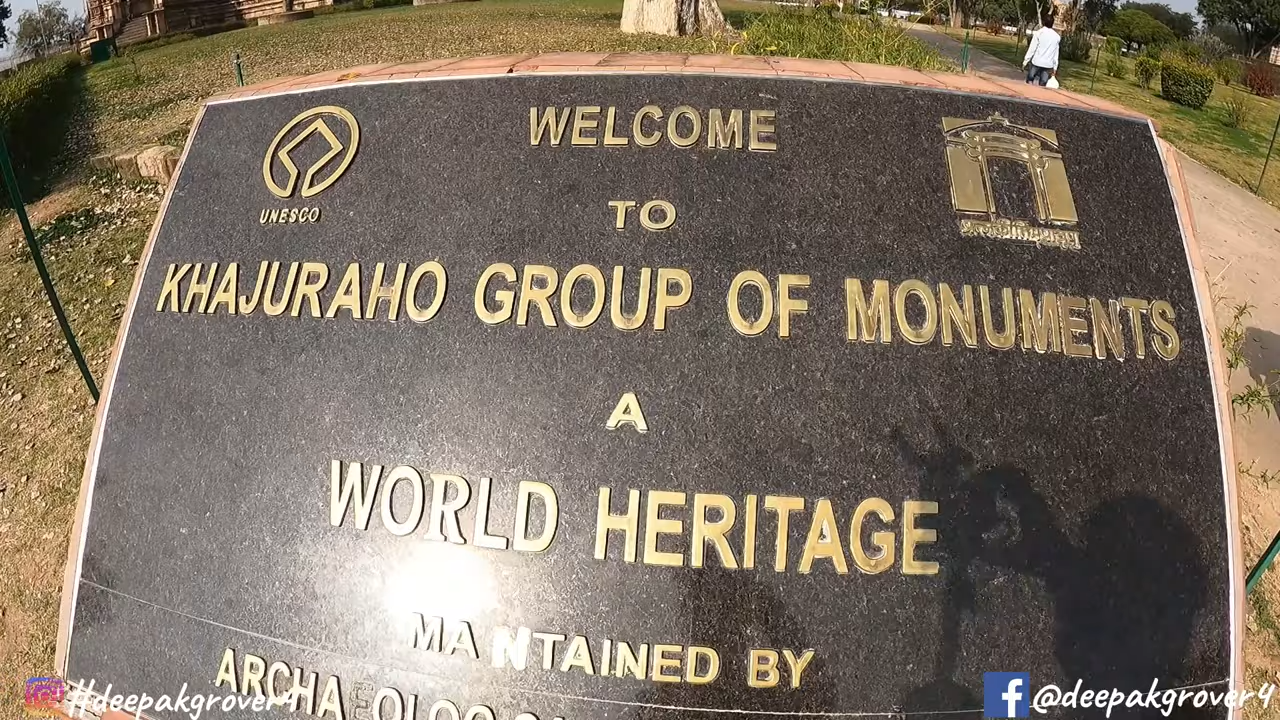 WELCOME
UNESCO
TO
KHAJURAHO GROUP OF MONUMENTS
A
WORLD HERITAGE
MANTAINED BY
#deepakgrover4
@deepakgrover4